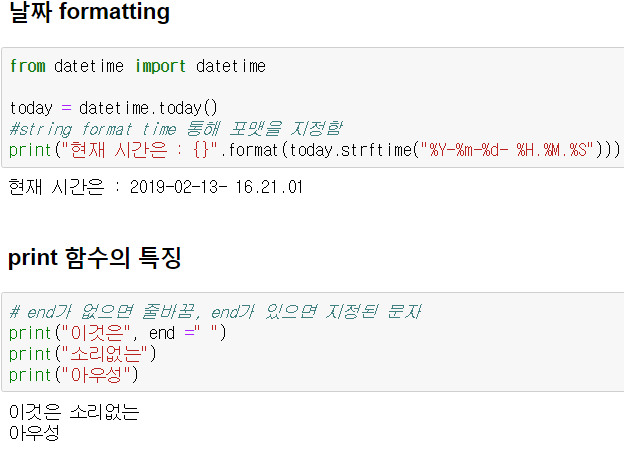 날짜 formatting
from datetime import datetime
today = datetime.today()
#string format time 통해 포맷을 지정함
print("현재 시간은 : {}".format(today.strftime("%Y-%m-%d- %H.%M.%S")))
현재 시간은 : 2019-02-13- 16.21.01
print 함수의 특징
# end가 없으면 줄바꿈, end가 있으면 지정된 문자
print("이것은", end =" ")
print("소리없는")
print("아우성")
이것은 소리없는
아우성